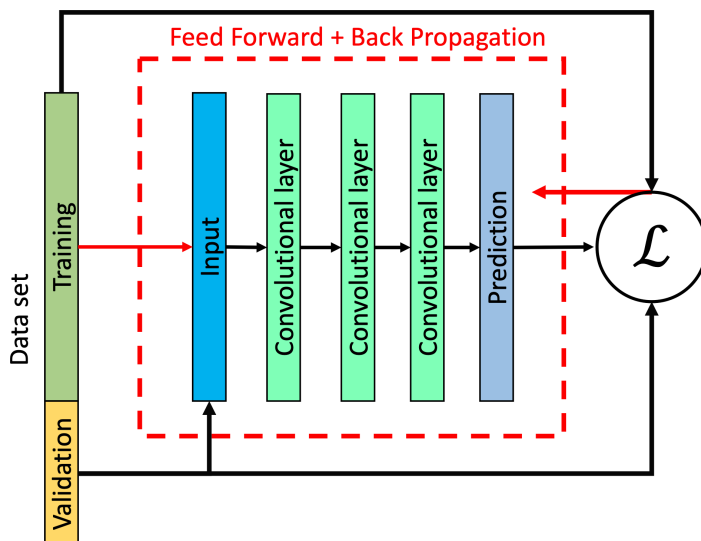 Feed Forward + Back Propagation
Data set
Training
Validation
Input
Convolutional layer
Convolutional layer
Convolutional layer
Prediction
ℒ